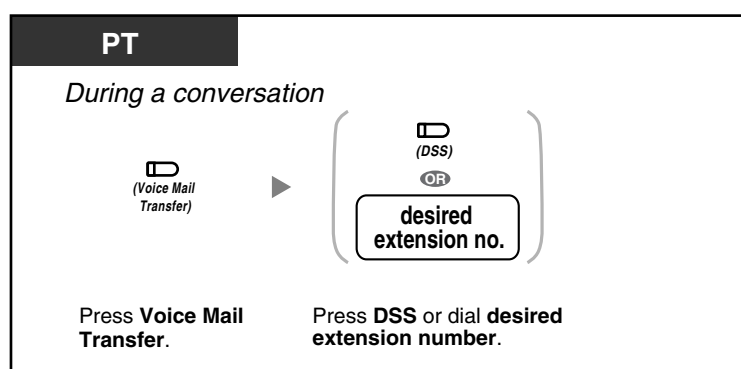 PT
During a conversation
(Voice Mail
Transfer)
(DSS)
OR
desired
extension no.
Press Voice Mail
Transfer.
Press DSS or dial desired
extension number.